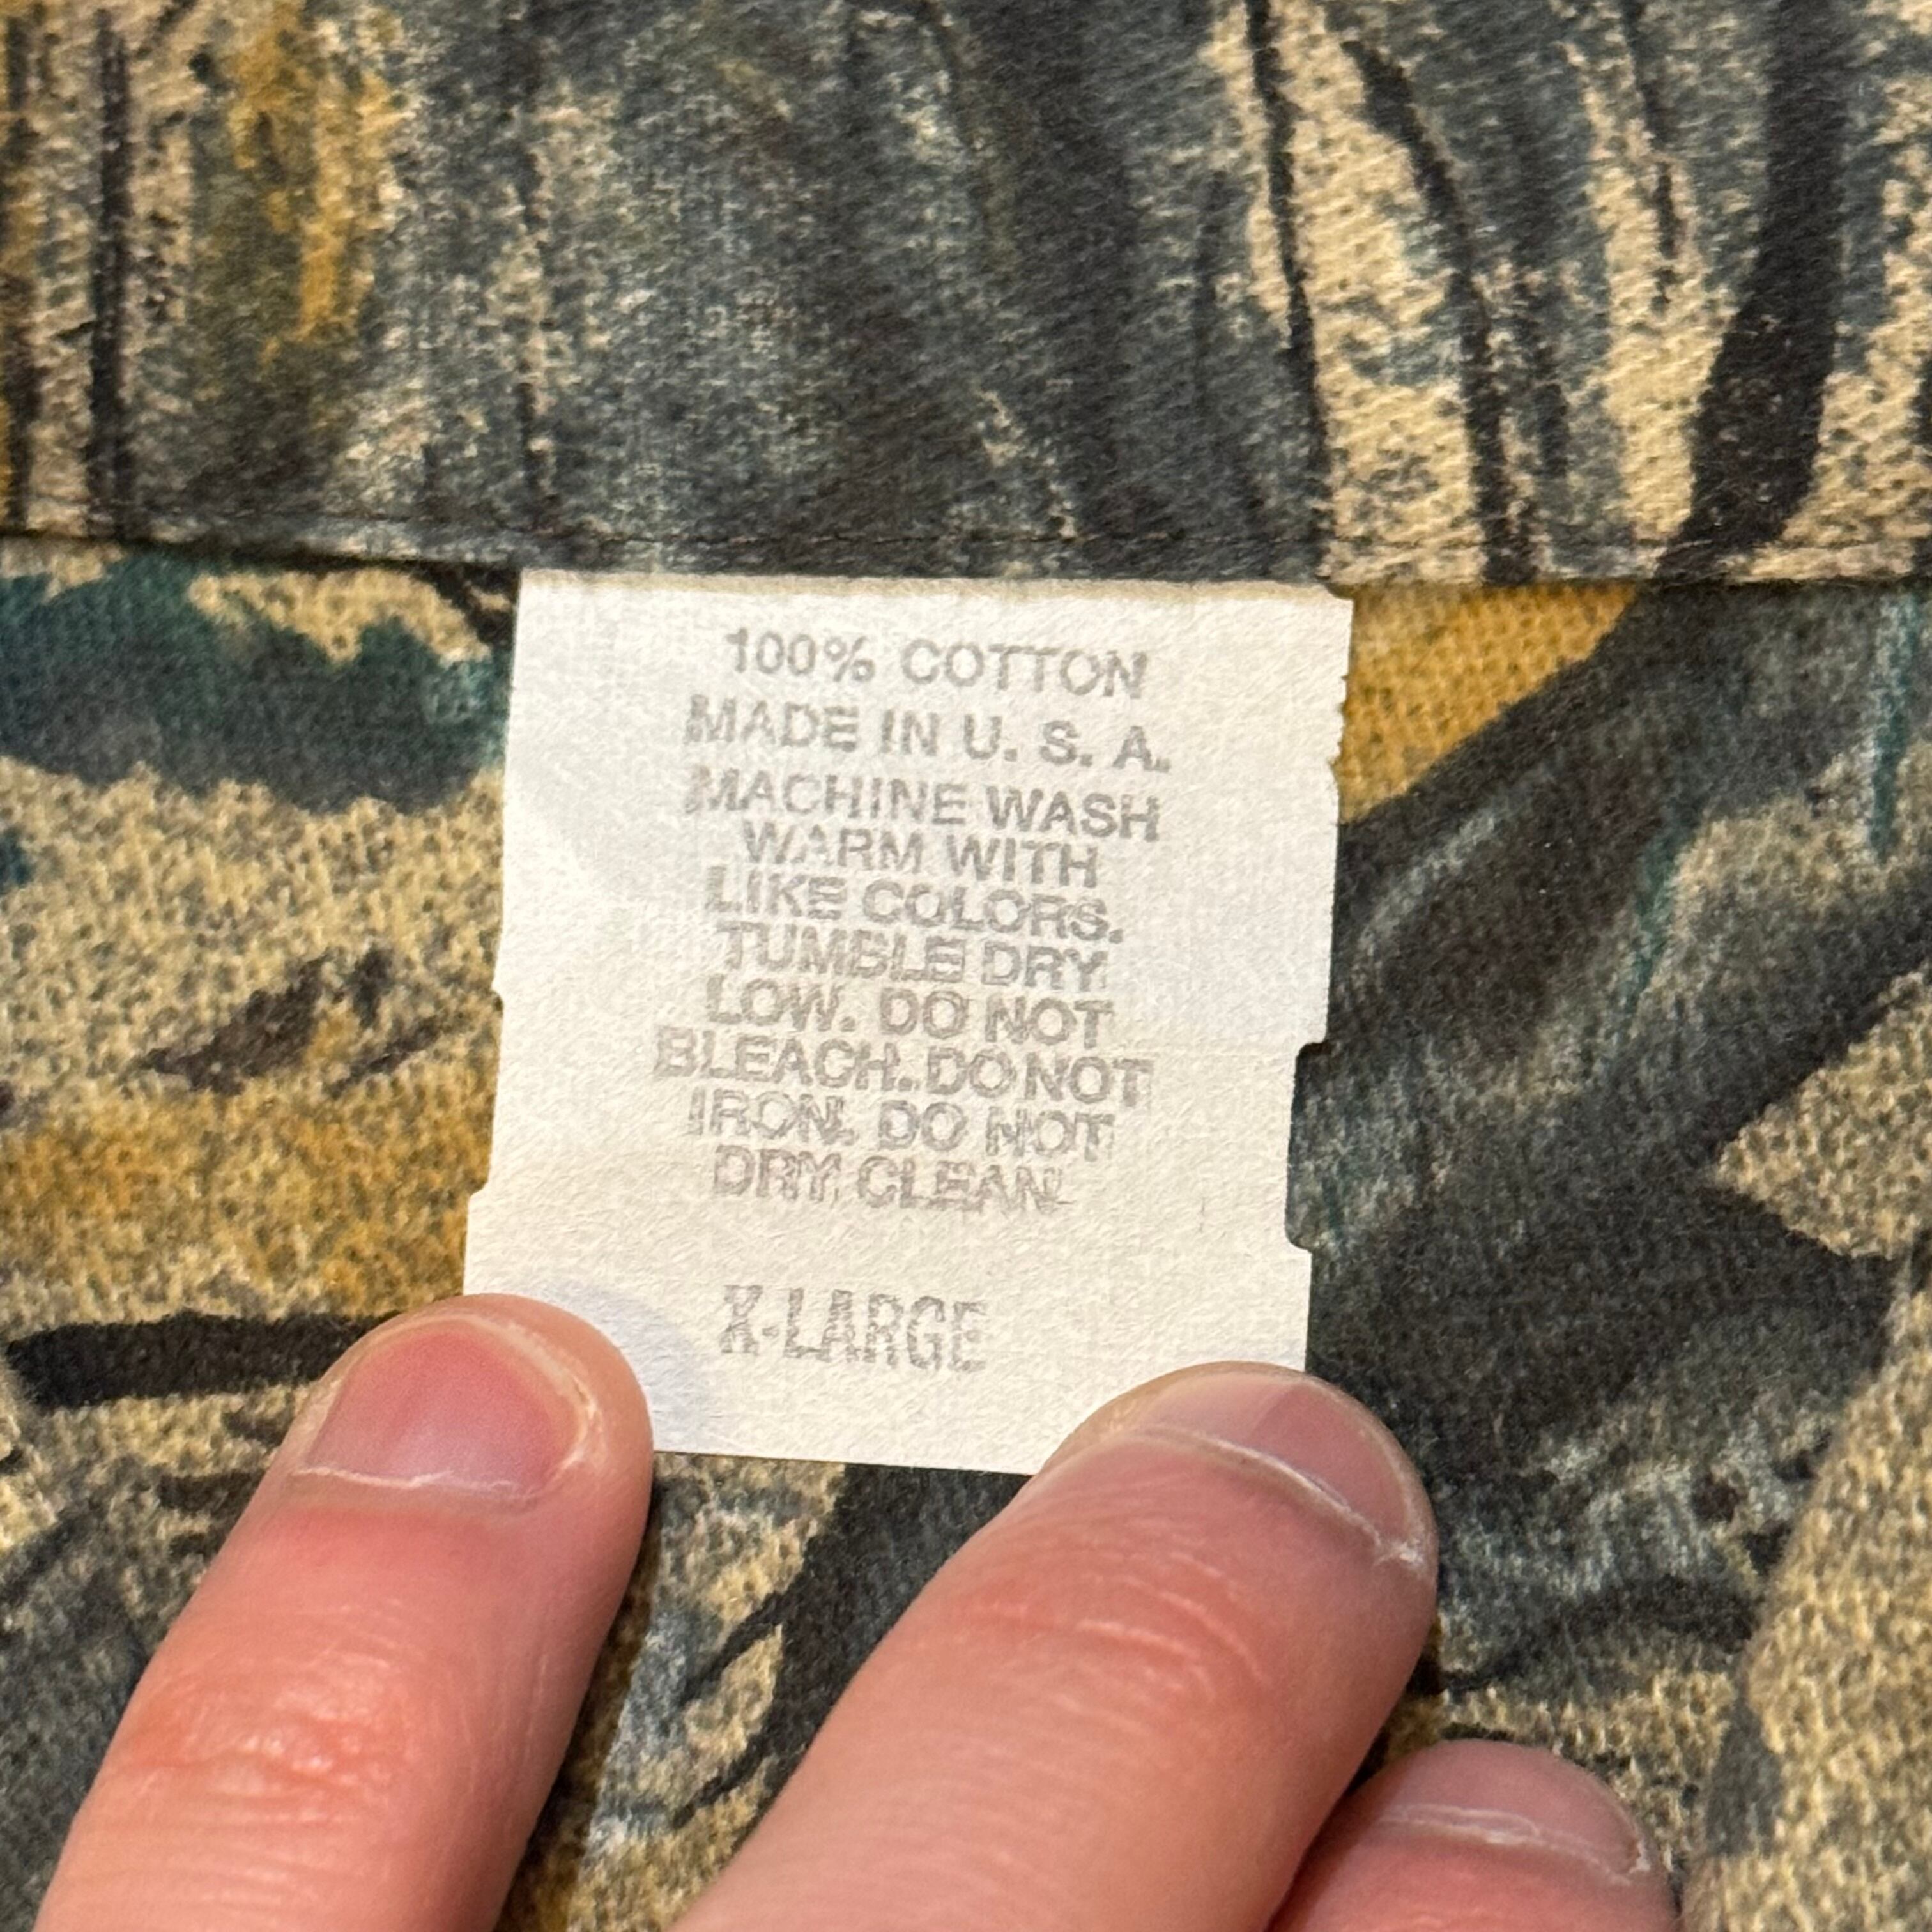 100% COTTON
MADE IN U. S. A.
MACHINE WASH
WARM WITH
LIKE COLORS.
TUMBLE DRY
LOW. DO NOT
BLEACH. DO NOT
IRON. DO NOT
DRY CLEAN.
X-LARGE